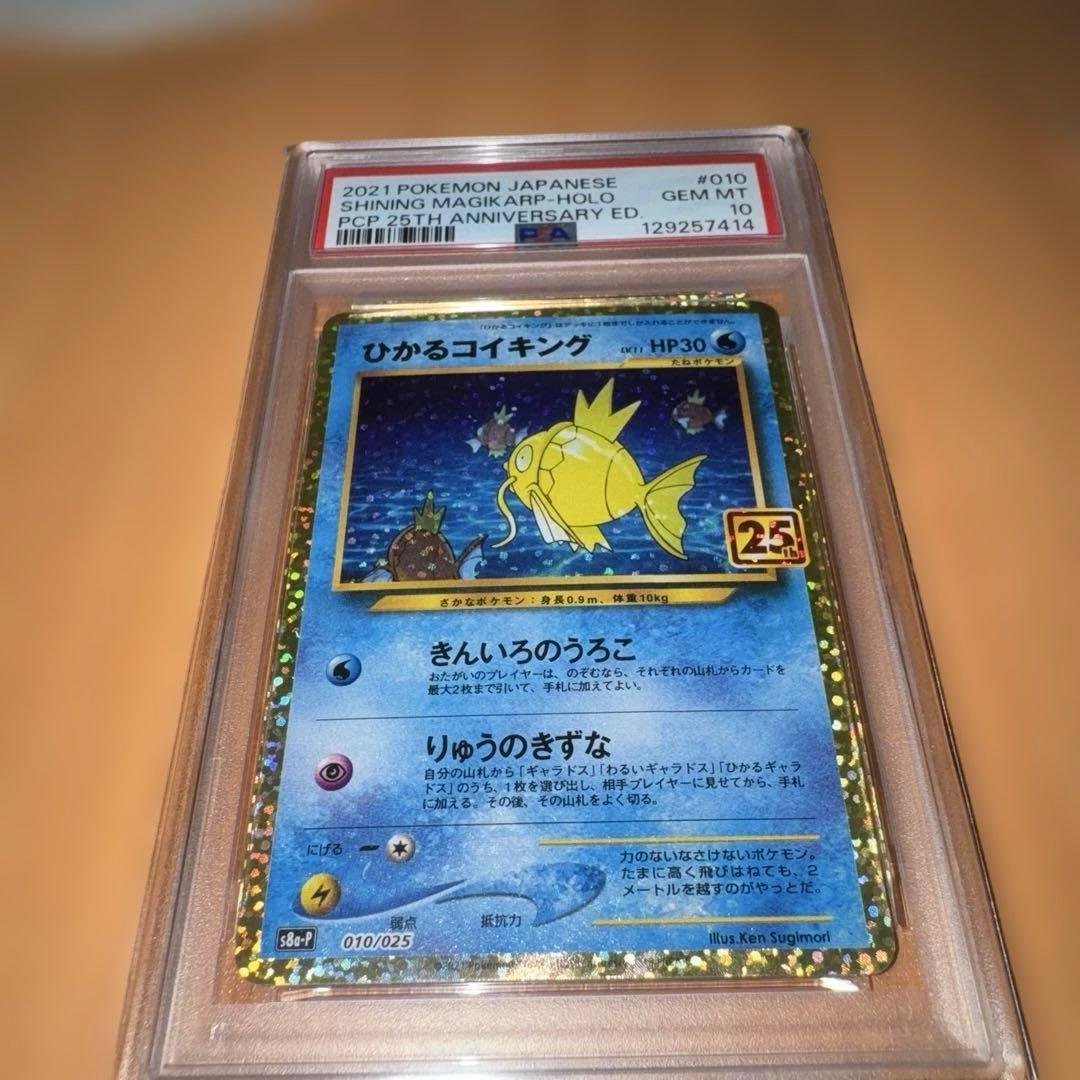 2021 POKEMON JAPANESE
#010
SHINING MAGIKARP-HOLO
GEM MT
PCP 25TH ANNIVERSARY ED.
10
PSA
129257414
「ひかるコイキング」はデッキに1枚までしか入れることができません。
ひかるコイキング LV.11 HP30
たねポケモン
25th
さかなポケモン:身長0.9m、体重10kg
きんいろのうろこ
おたがいのプレイヤーは、のぞむなら、それぞれの山札からカードを
最大2枚まで引いて、手札に加えてよい。
りゅうのきずな
自分の山札から「ギャラドス」「わるいギャラドス」「ひかるギャラ
ドス」のうち、1枚を選び出し、相手プレイヤーに見せてから、手札
に加える。その後、その山札をよく切る。
にげる
力のないなさけないポケモン。
たまに高く飛びはねても、2
メートルを越すのがやっとだ。
弱点
抵抗力
s8a-P
010/025
Illus.Ken Sugimori
©2021 Pokémon